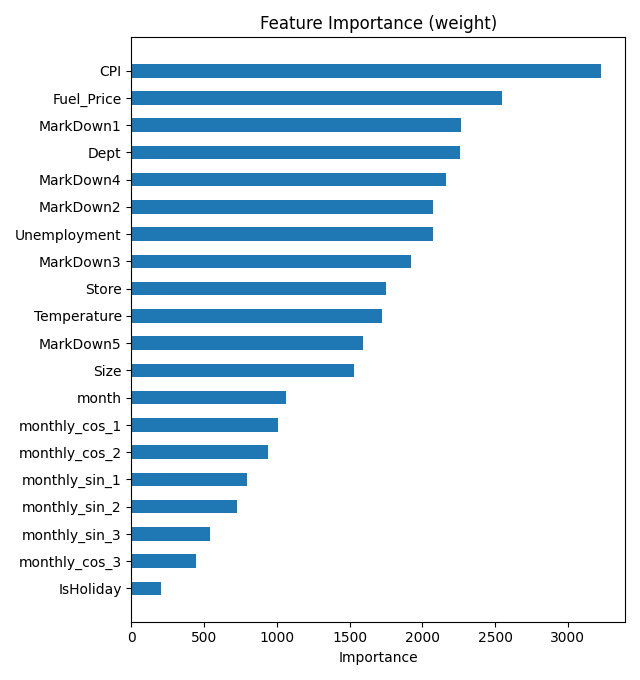 Feature Importance (weight)
CPI
Fuel_Price
MarkDown1
Dept
MarkDown4
MarkDown2
Unemployment
MarkDown3
Store
Temperature
MarkDown5
Size
month
monthly_cos_1
monthly_cos_2
monthly_sin_1
monthly_sin_2
monthly_sin_3
monthly_cos_3
IsHoliday
0 500 1000 1500 2000 2500 3000
Importance